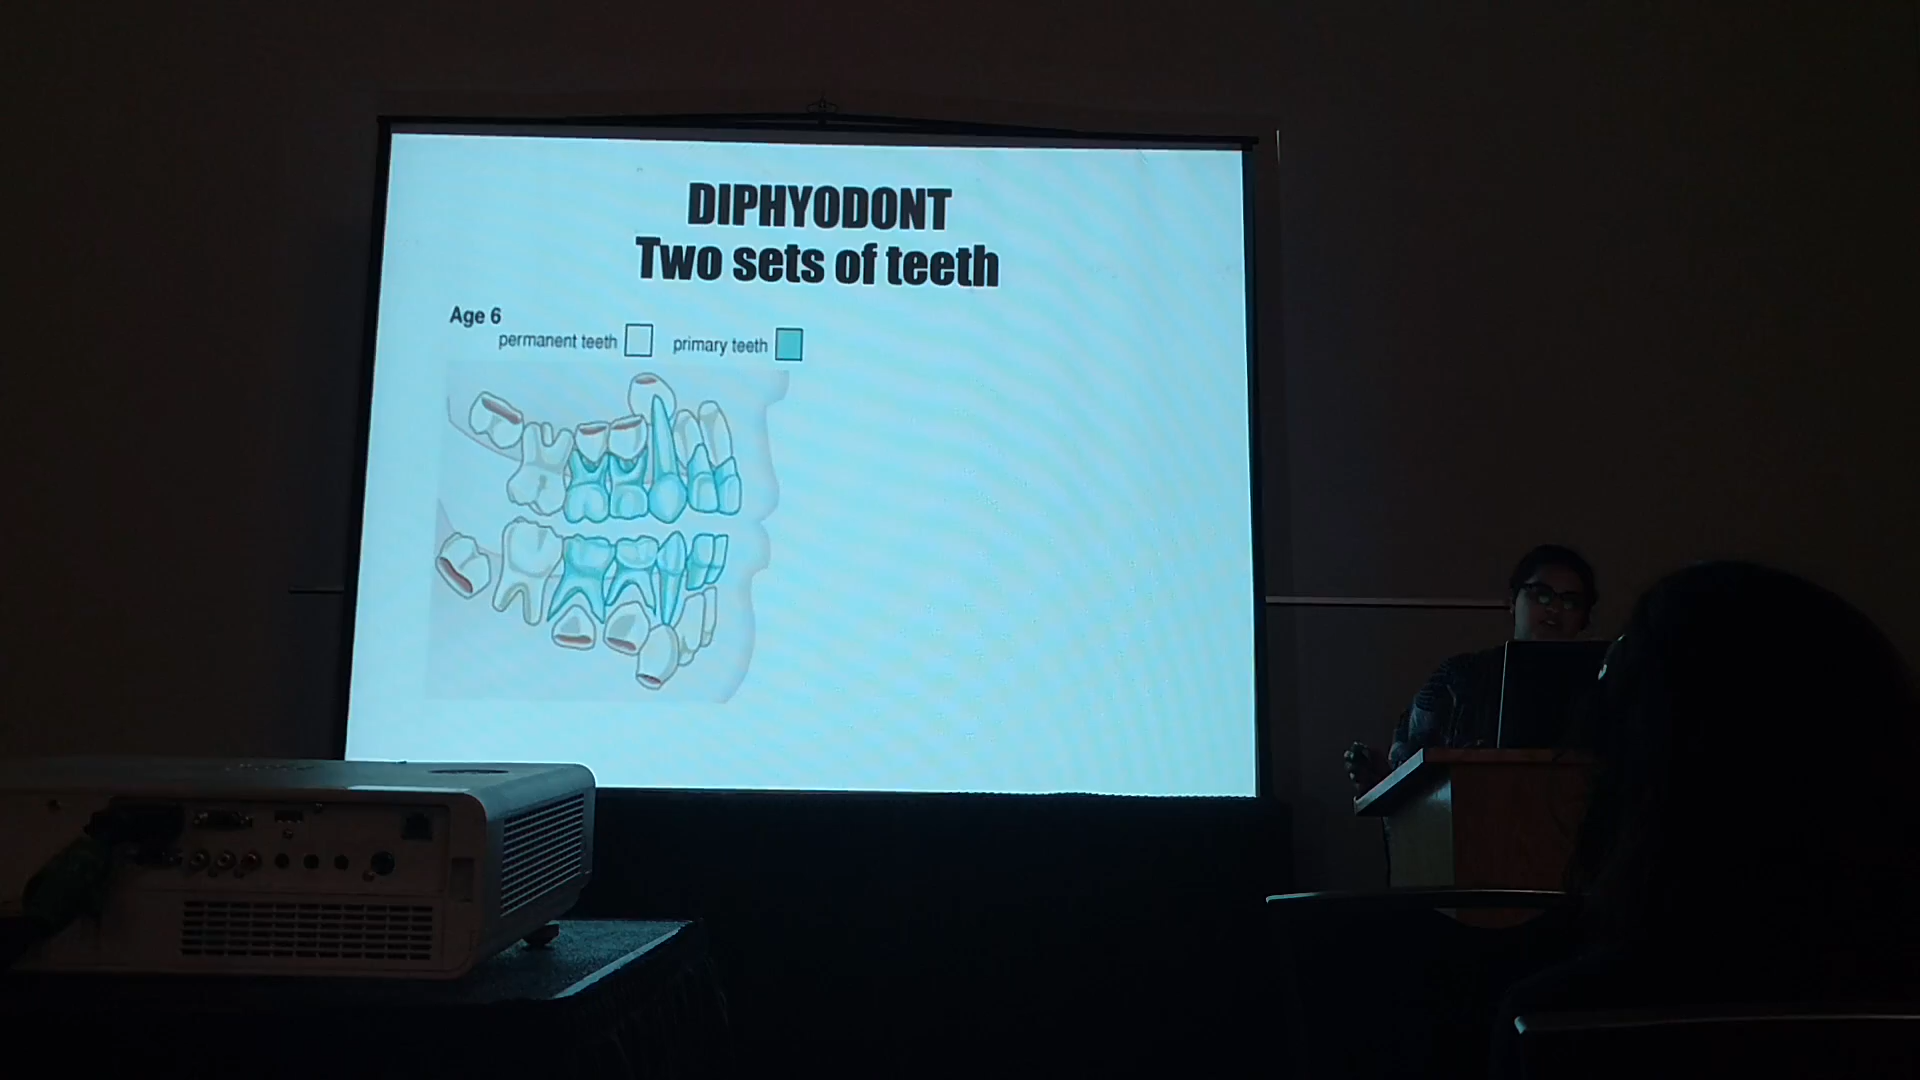 DIPHYODONT
Two sets of teeth
Age 6
permanent teeth
primary teeth